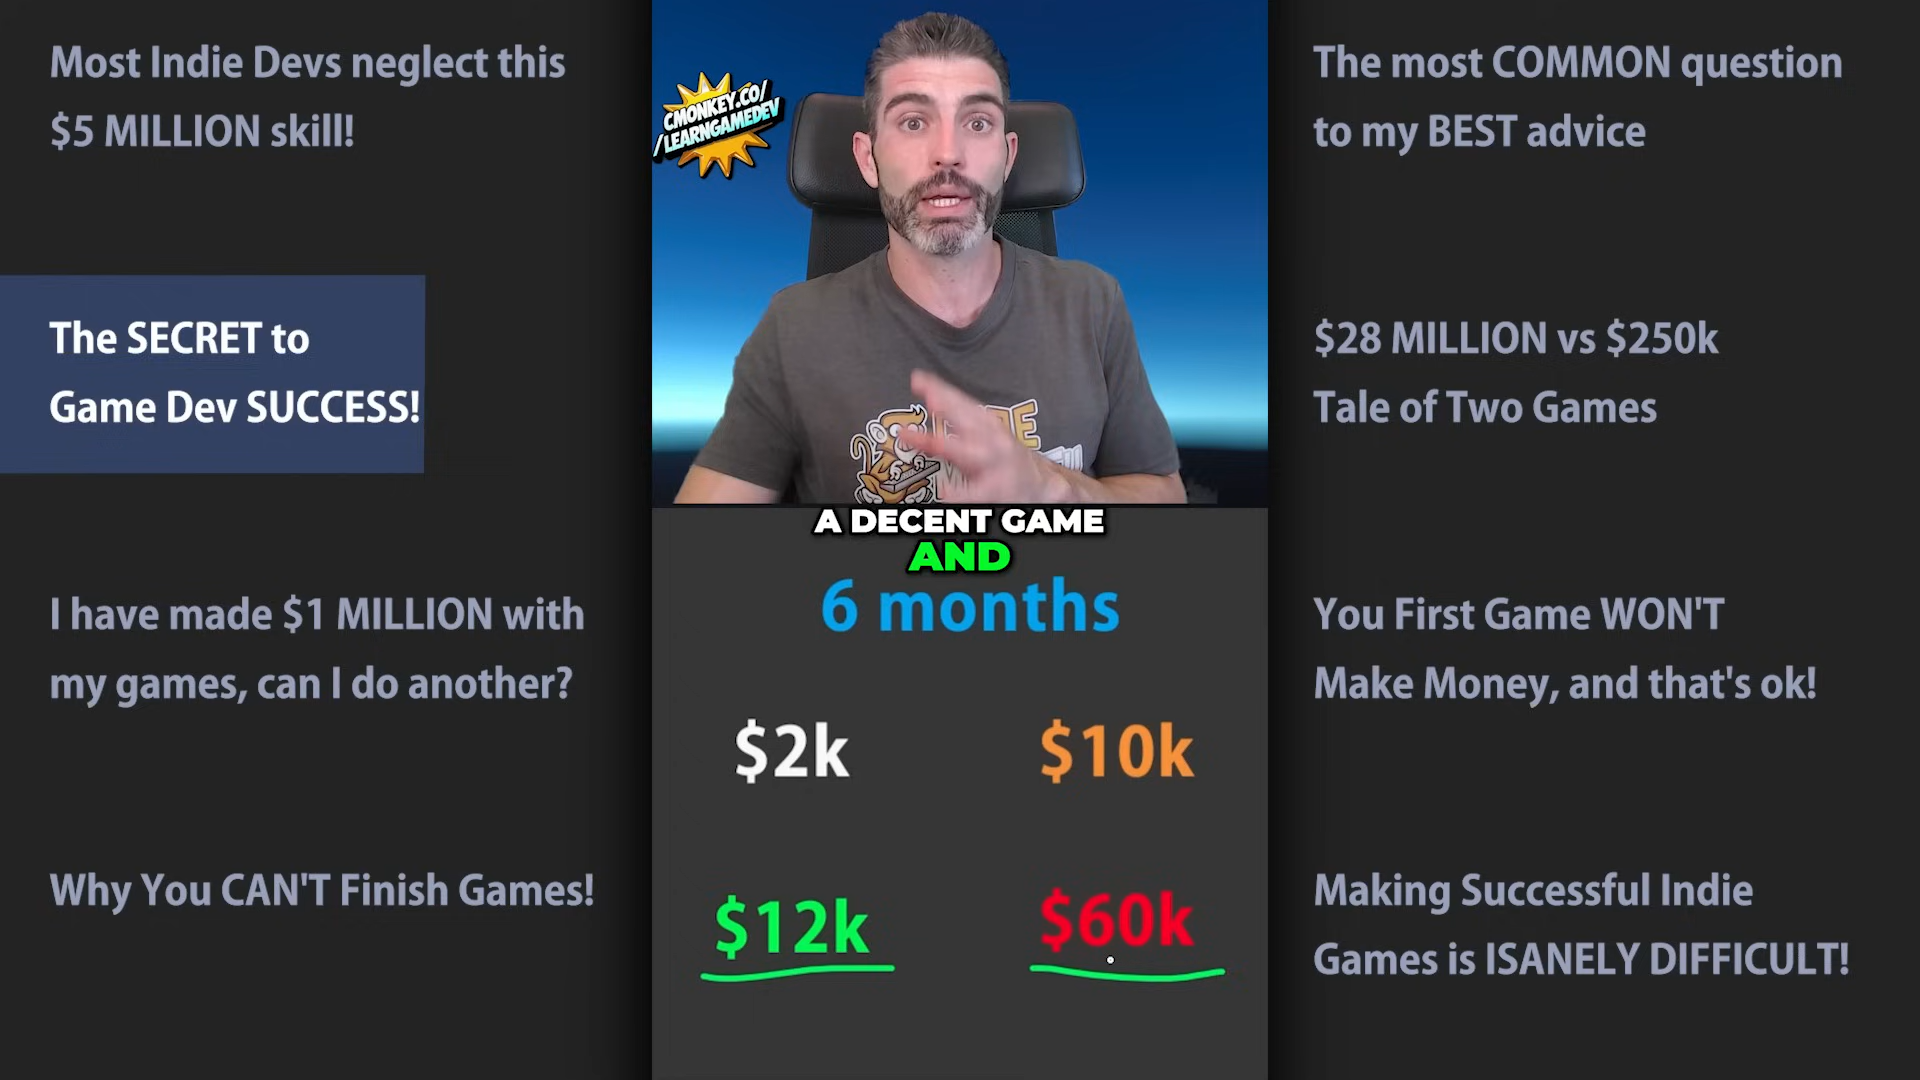 Most Indie Devs neglect this
$5 MILLION skill!
The SECRET to
Game Dev SUCCESS!
I have made $1 MILLION with
my games, can I do another?
Why You CAN'T Finish Games!
CMONKEY.CO/
/LEARNGAMEDEV
A DECENT GAME
AND
6 months
$2k
$10k
$12k
$60k
The most COMMON question
to my BEST advice
$28 MILLION vs $250k
Tale of Two Games
You First Game WON'T
Make Money, and that's ok!
Making Successful Indie
Games is ISANELY DIFFICULT!